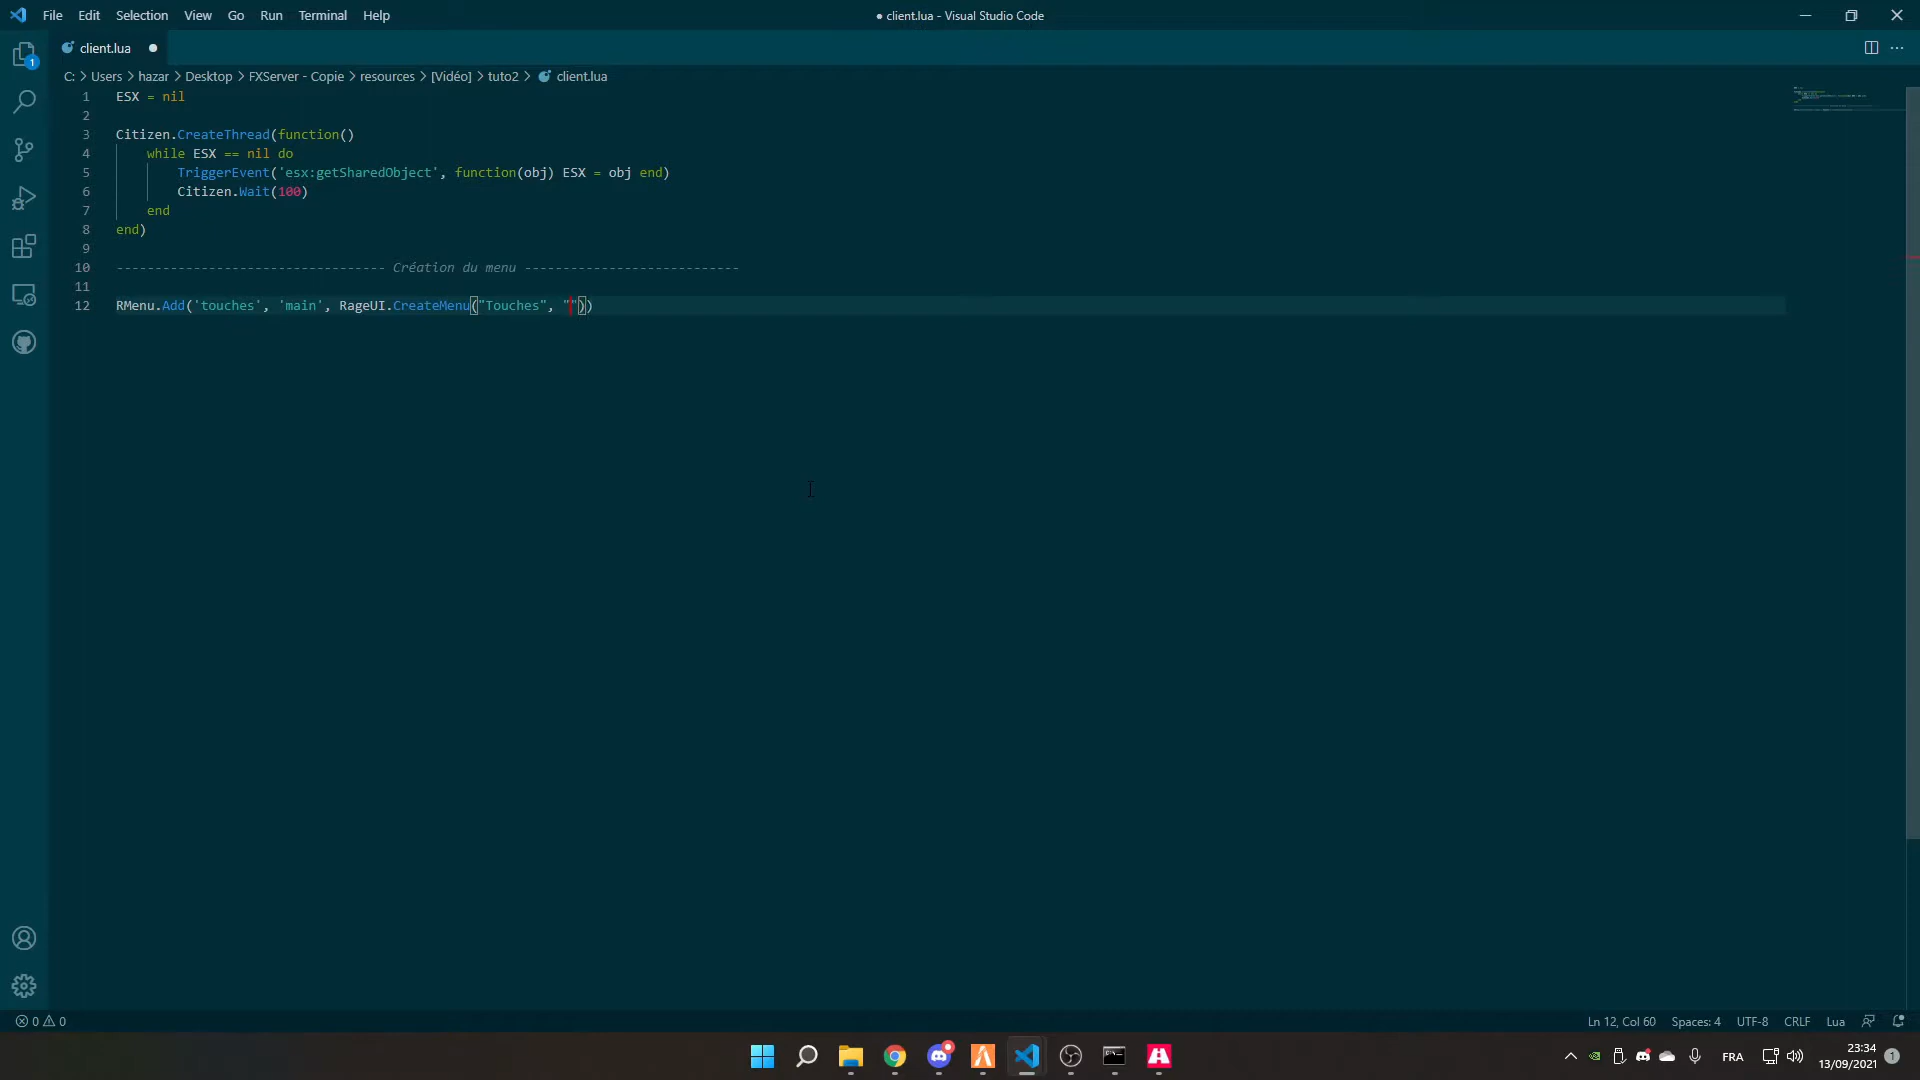 File Edit Selection View Go Run Terminal Help
● client.lua - Visual Studio Code
1
client.lua
C: > Users > hazar > Desktop > FXServer - Copie > resources > [Vidéo] > tuto2 > client.lua
1 ESX = nil
2
3 Citizen.CreateThread(function()
4 while ESX == nil do
5 TriggerEvent('esx:getSharedObject', function(obj) ESX = obj end)
6 Citizen.Wait(100)
7 end
8 end)
9
10 ----------------------------------- Création du menu ----------------------------
11
12 RMenu.Add('touches', 'main', RageUI.CreateMenu("Touches", ""))
0 0
Ln 12, Col 60 Spaces: 4 UTF-8 CRLF Lua
FRA
23:34
13/09/2021
1